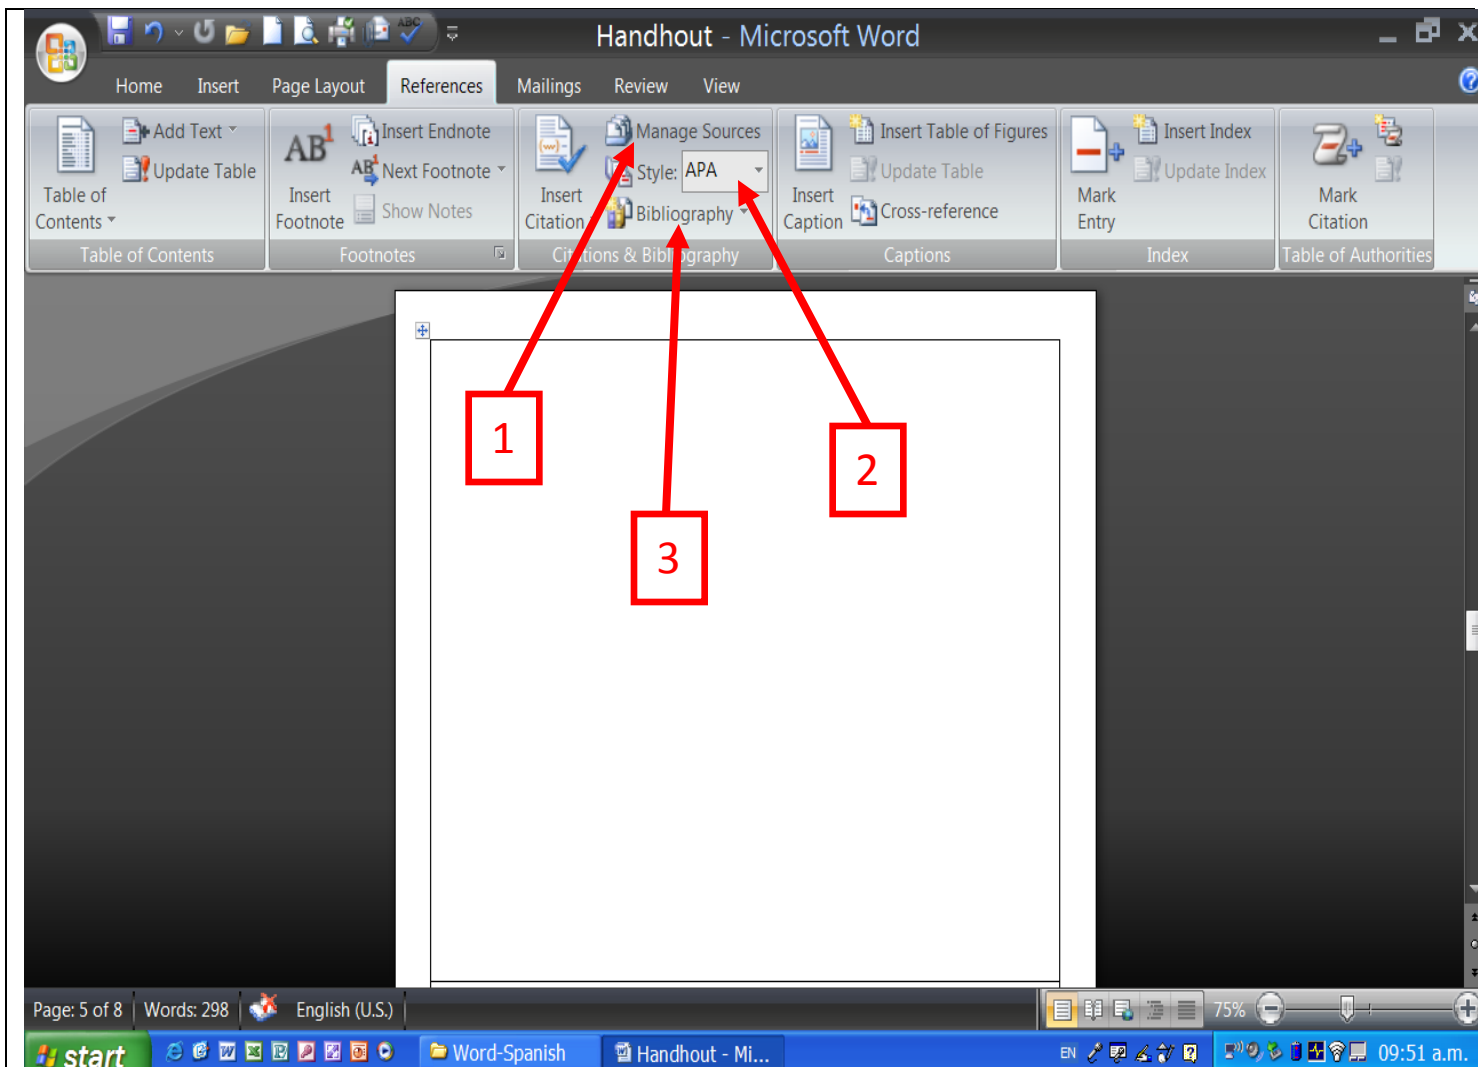 Handhout - Microsoft Word
Home Insert Page Layout References Mailings Review View
Table of
Contents
Add Text
Update Table
Table of Contents
AB1
Insert
Footnote
Insert Endnote
AB1 Next Footnote
Show Notes
Footnotes
Insert
Citation
Manage Sources
Style: APA
Bibliography
Citations & Bibliography
Insert
Caption
Insert Table of Figures
Update Table
Cross-reference
Captions
Mark
Entry
Insert Index
Update Index
Index
Mark
Citation
Table of Authorities
1
2
3
Page: 5 of 8 Words: 298 English (U.S.) 75%
start Word-Spanish Handhout - Mi... EN 09:51 a.m.